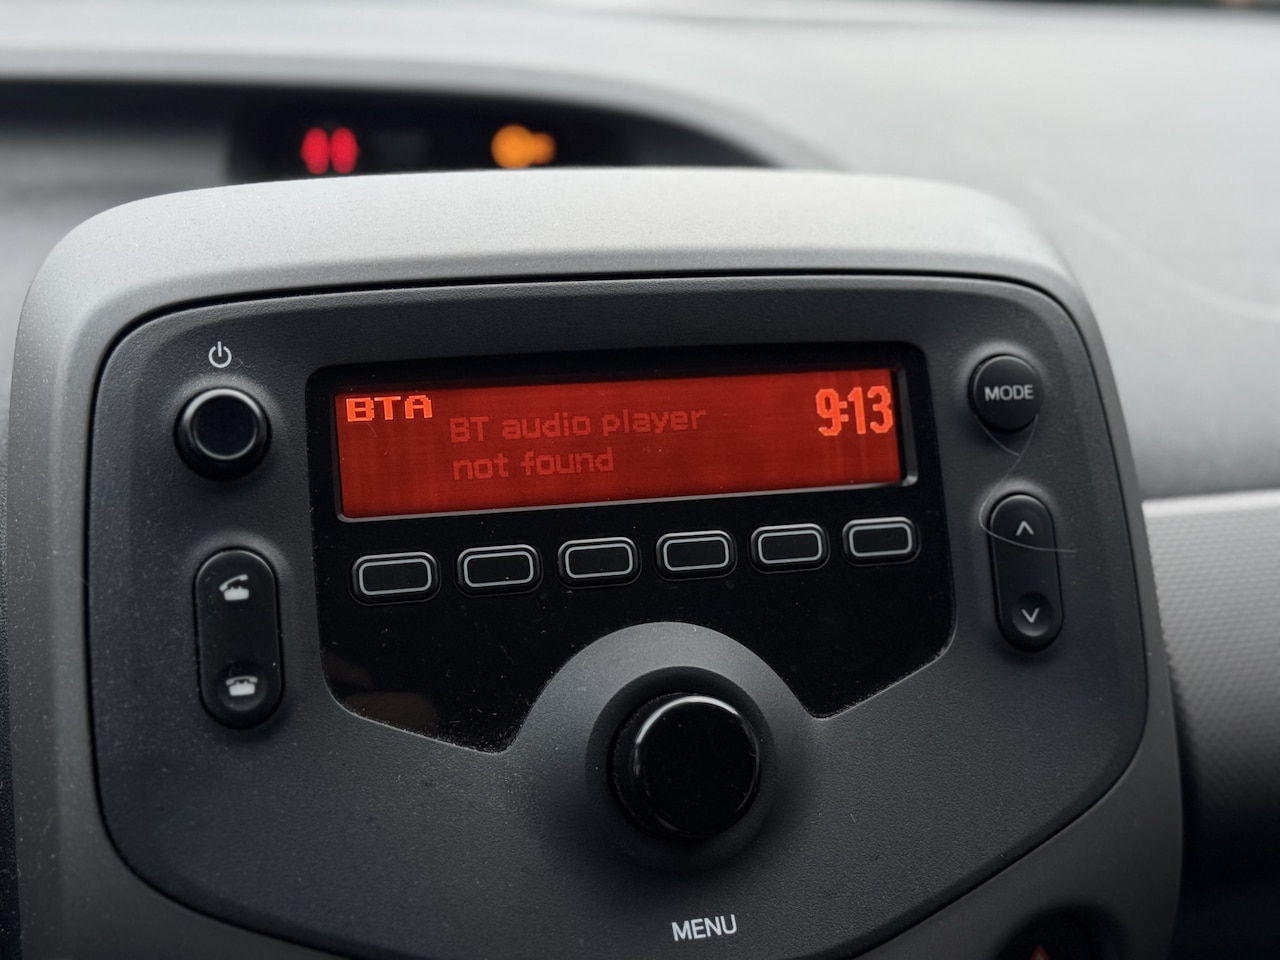 BTA
BT audio player
not found
9:13
MODE
MENU